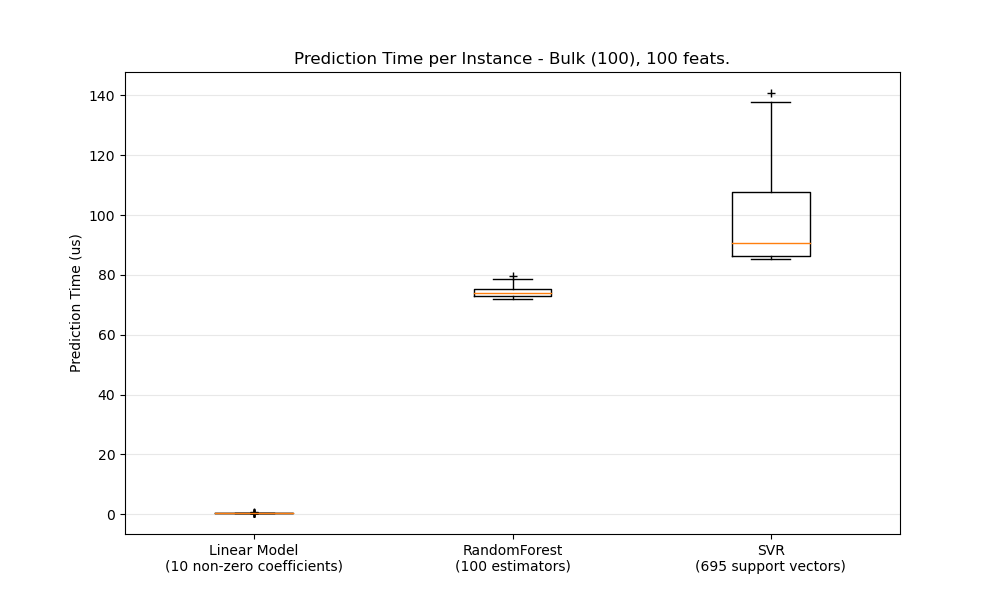 Prediction Time per Instance - Bulk (100), 100 feats.
Prediction Time (us)
140
120
100
80
60
40
20
0
Linear Model
(10 non-zero coefficients)
RandomForest
(100 estimators)
SVR
(695 support vectors)